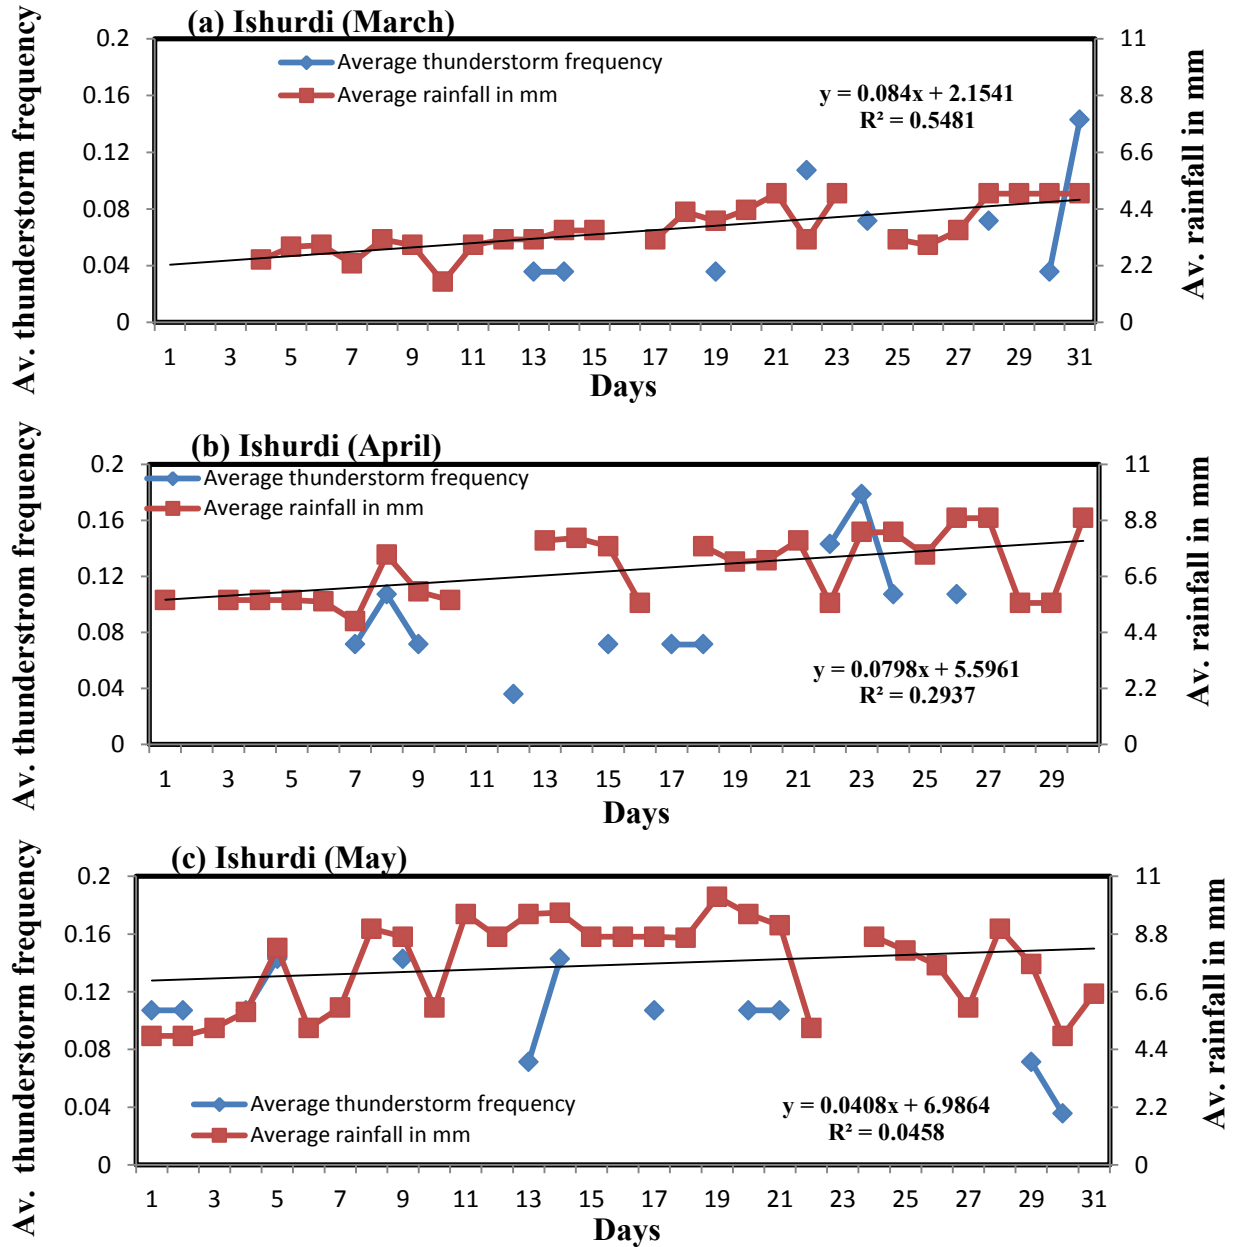 (a) Ishurdi (March)
Av. thunderstorm frequency
0.2
0.16
0.12
0.08
0.04
0
Average thunderstorm frequency
Average rainfall in mm
y = 0.084x + 2.1541
R² = 0.5481
11
8.8
6.6
4.4
2.2
0
Av. rainfall in mm
1 3 5 7 9 11 13 15 17 19 21 23 25 27 29 31
Days
(b) Ishurdi (April)
Av. thunderstrom frequency
0.2
0.16
0.12
0.08
0.04
0
Average thunderstorm frequency
Average rainfall in mm
y = 0.0798x + 5.5961
R² = 0.2937
11
8.8
6.6
4.4
2.2
0
Av. rainfall in mm
1 3 5 7 9 11 13 15 17 19 21 23 25 27 29
Days
(c) Ishurdi (May)
Av. thunderstorm frequency
0.2
0.16
0.12
0.08
0.04
0
Average thunderstorm frequency
Average rainfall in mm
y = 0.0408x + 6.9864
R² = 0.0458
11
8.8
6.6
4.4
2.2
0
Av. rainfall in mm
1 3 5 7 9 11 13 15 17 19 21 23 25 27 29 31
Days